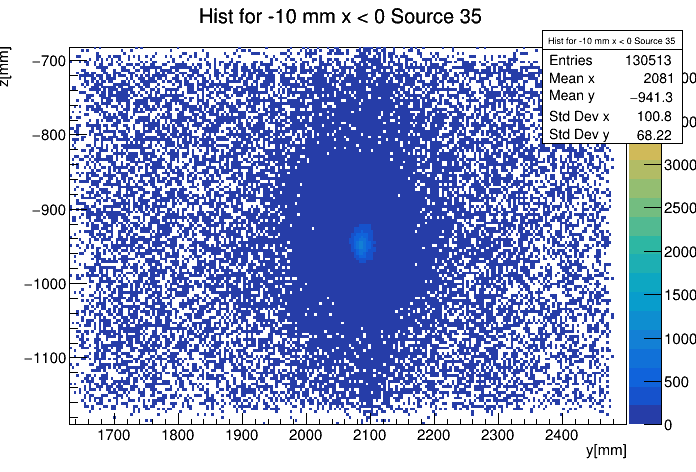 Hist for -10 mm x < 0 Source 35
Hist for -10 mm x < 0 Source 35
Entries 130513
Mean x 2081
Mean y −941.3
Std Dev x 100.8
Std Dev y 68.22
z[mm]
−700
−800
−900
−1000
−1100
3000
2500
2000
1500
1000
500
0
1700 1800 1900 2000 2100 2200 2300 2400
y[mm]